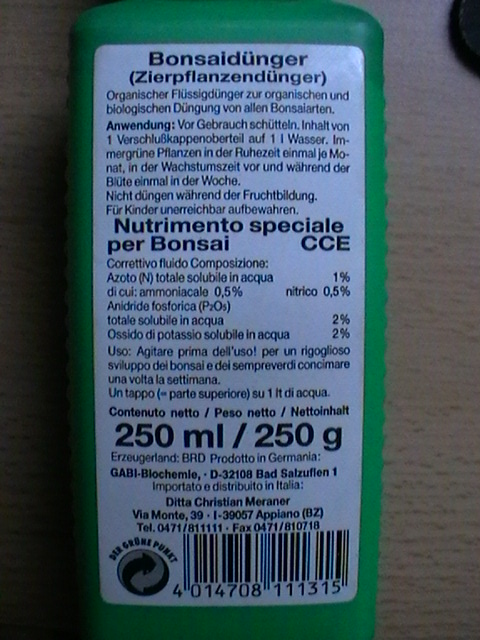 Bonsaidünger
(Zierpflanzendünger)
Organischer Flüssigdünger zur organischen und
biologischen Düngung von allen Bonsaiarten.
Anwendung: Vor Gebrauch schütteln. Inhalt von
1 Verschlußkappenoberteil auf 1 l Wasser. Im-
mergrüne Pflanzen in der Ruhezeit einmal je Mo-
nat, in der Wachstumszeit vor und während der
Blüte einmal in der Woche.
Nicht düngen während der Fruchtbildung.
Für Kinder unerreichbar aufbewahren.
Nutrimento speciale
per Bonsai CCE
Correttivo fluido Composizione:
Azoto (N) totale solubile in acqua 1%
di cui: ammoniacale 0,5% nitrico 0,5%
Anidride fosforica (P₂O₅)
totale solubile in acqua 2%
Ossido di potassio solubile in acqua 2%
Uso: Agitare prima dell'uso! per un rigoglioso
sviluppo dei bonsai e dei sempreverdi concimare
una volta la settimana.
Un tappo (= parte superiore) su 1 lt di acqua.
Contenuto netto / Peso netto / Nettoinhalt
250 ml / 250 g
Erzeugerland: BRD Prodotto in Germania:
GABI-Biochemie, · D-32108 Bad Salzuflen 1
Importato e distribuito in Italia:
Ditta Christian Meraner
Via Monte, 39 · I-39057 Appiano (BZ)
Tel. 0471/811111 · Fax 0471/810718
DER GRÜNE PUNKT
4 014708 111315